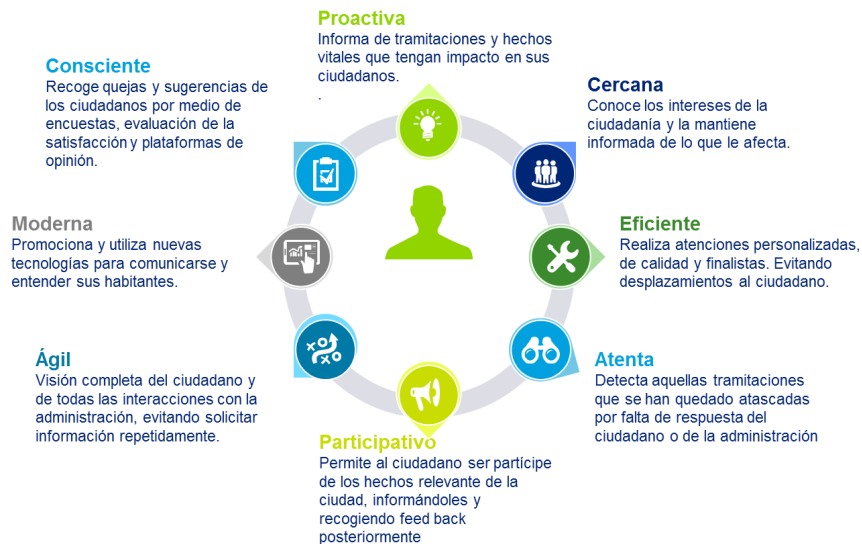 Proactiva
Informa de tramitaciones y hechos
vitales que tengan impacto en sus
ciudadanos.
.
Consciente
Recoge quejas y sugerencias de
los ciudadanos por medio de
encuestas, evaluación de la
satisfacción y plataformas de
opinión.
Cercana
Conoce los intereses de la
ciudadanía y la mantiene
informada de lo que le afecta.
Moderna
Promociona y utiliza nuevas
tecnologías para comunicarse y
entender sus habitantes.
Eficiente
Realiza atenciones personalizadas,
de calidad y finalistas. Evitando
desplazamientos al ciudadano.
Ágil
Visión completa del ciudadano y
de todas las interacciones con la
administración, evitando solicitar
información repetidamente.
Atenta
Detecta aquellas tramitaciones
que se han quedado atascadas
por falta de respuesta del
ciudadano o de la administración
Participativo
Permite al ciudadano ser partícipe
de los hechos relevante de la
ciudad, informándoles y
recogiendo feed back
posteriormente